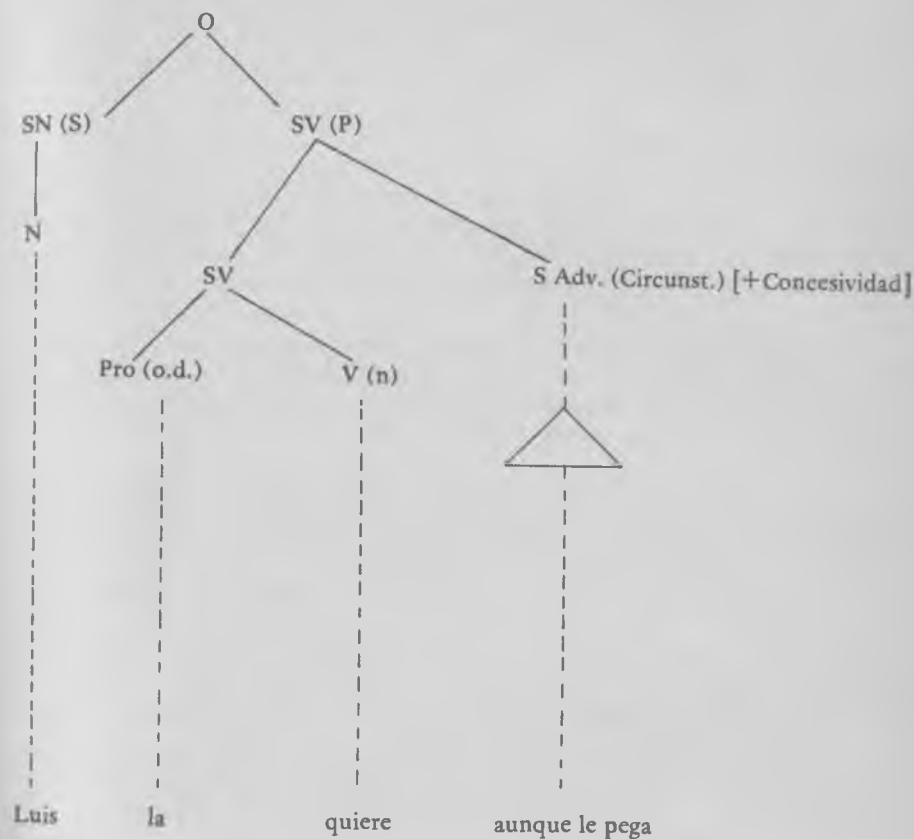 O
SN (S) SV (P)
N
SV S Adv. (Circunst.) [+Concesividad]
Pro (o.d.) V (n)
Luis la quiere aunque le pega